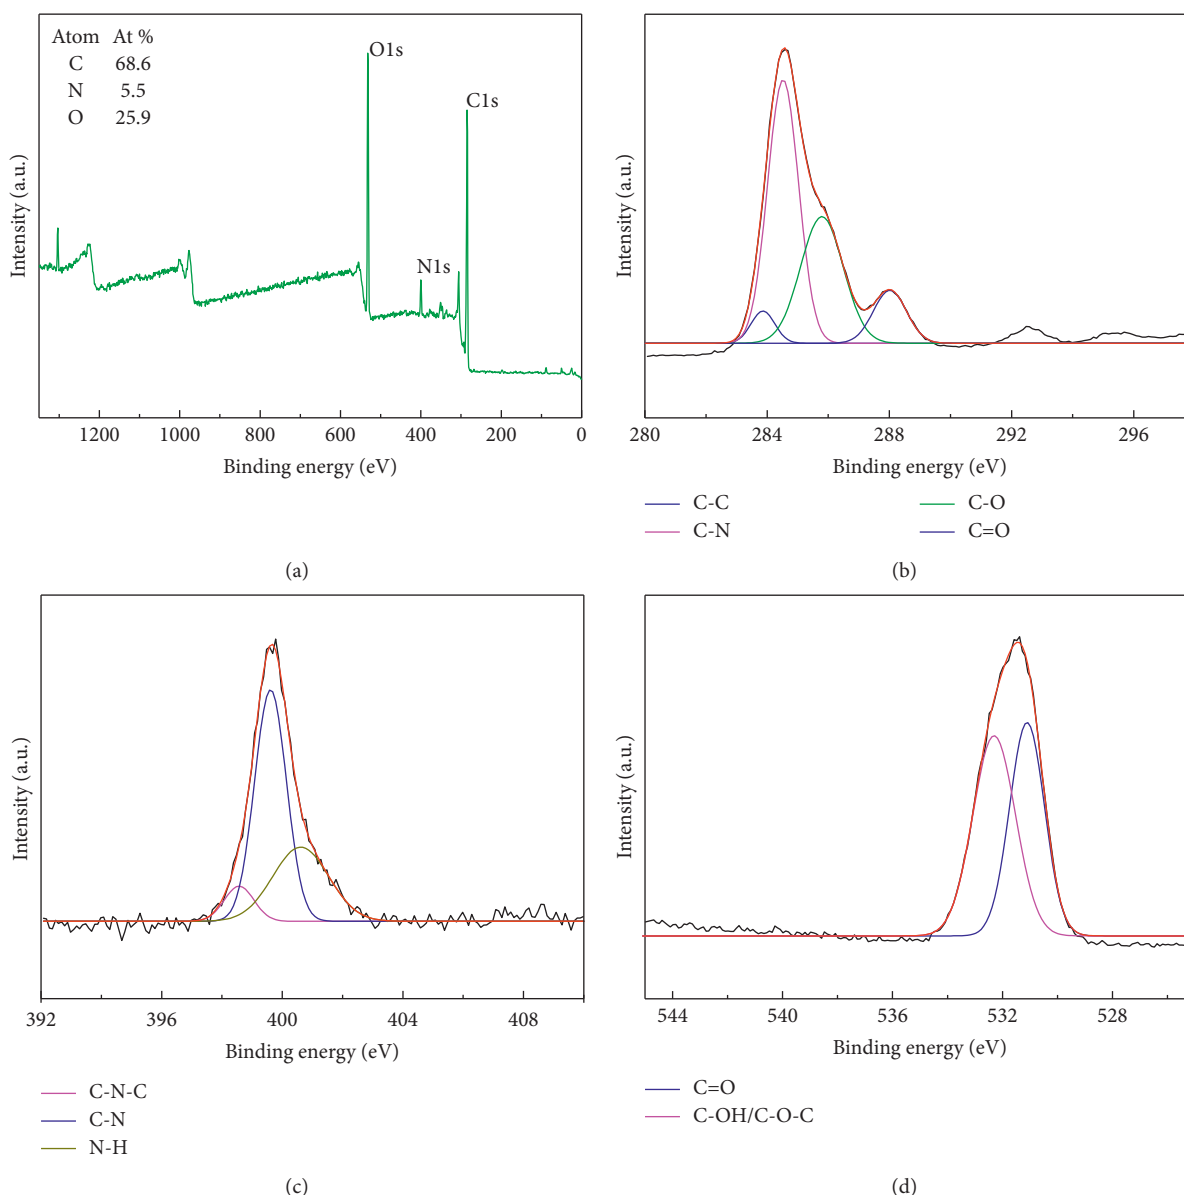 Atom At %
C 68.6
N 5.5
O 25.9
O1s
C1s
N1s
Intensity (a.u.)
1200 1000 800 600 400 200 0
Binding energy (eV)
(a)
Intensity (a.u.)
280 284 288 292 296
Binding energy (eV)
C-C
C-N
C-O
C=O
(b)
Intensity (a.u.)
392 396 400 404 408
Binding energy (eV)
C-N-C
C-N
N-H
(c)
Intensity (a.u.)
544 540 536 532 528
Binding energy (eV)
C=O
C-OH/C-O-C
(d)